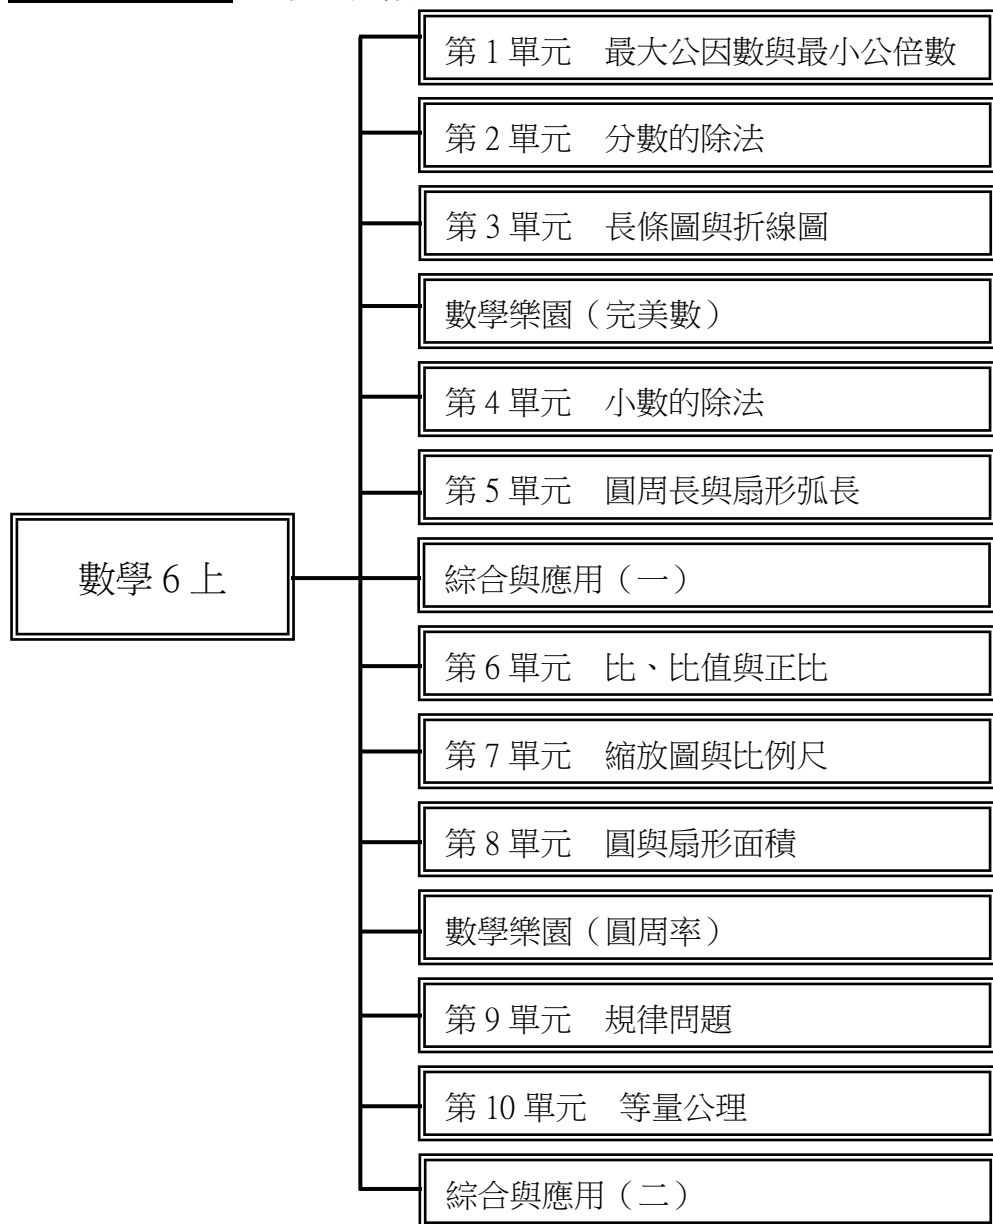 第 1 單元　最大公因數與最小公倍數
第 2 單元　分數的除法
第 3 單元　長條圖與折線圖
數學樂園（完美數）
第 4 單元　小數的除法
第 5 單元　圓周長與扇形弧長
數學 6 上
綜合與應用（一）
第 6 單元　比、比值與正比
第 7 單元　縮放圖與比例尺
第 8 單元　圓與扇形面積
數學樂園（圓周率）
第 9 單元　規律問題
第 10 單元　等量公理
綜合與應用（二）